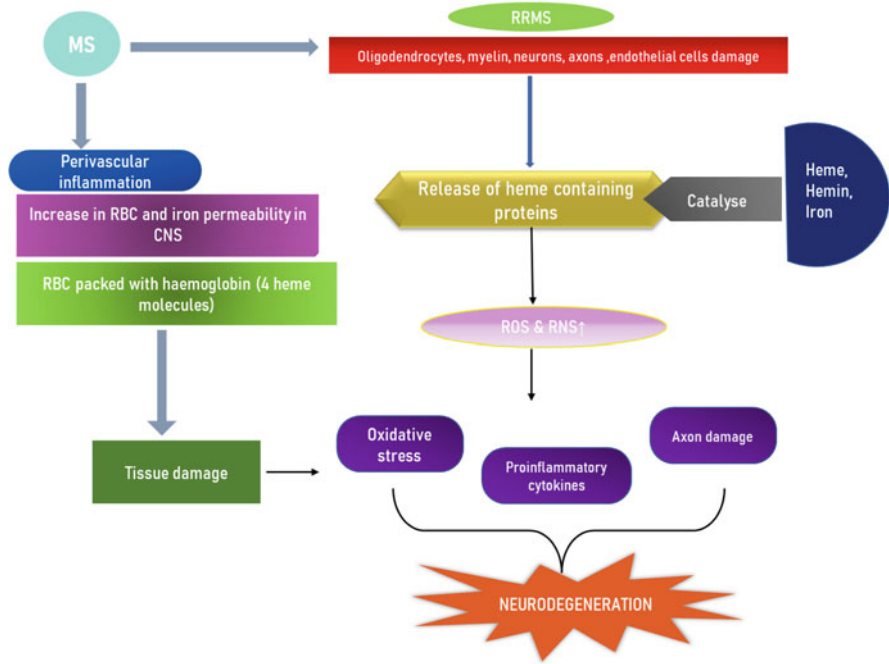 MS
RRMS
Oligodendrocytes, myelin, neurons, axons ,endothelial cells damage
Perivascular
inflammation
Increase in RBC and iron permeability in
CNS
RBC packed with haemoglobin (4 heme
molecules)
Release of heme containing
proteins
Catalyse
Heme,
Hemin,
Iron
ROS & RNS↑
Tissue damage
Oxidative
stress
Proinflammatory
cytokines
Axon damage
NEURODEGENERATION